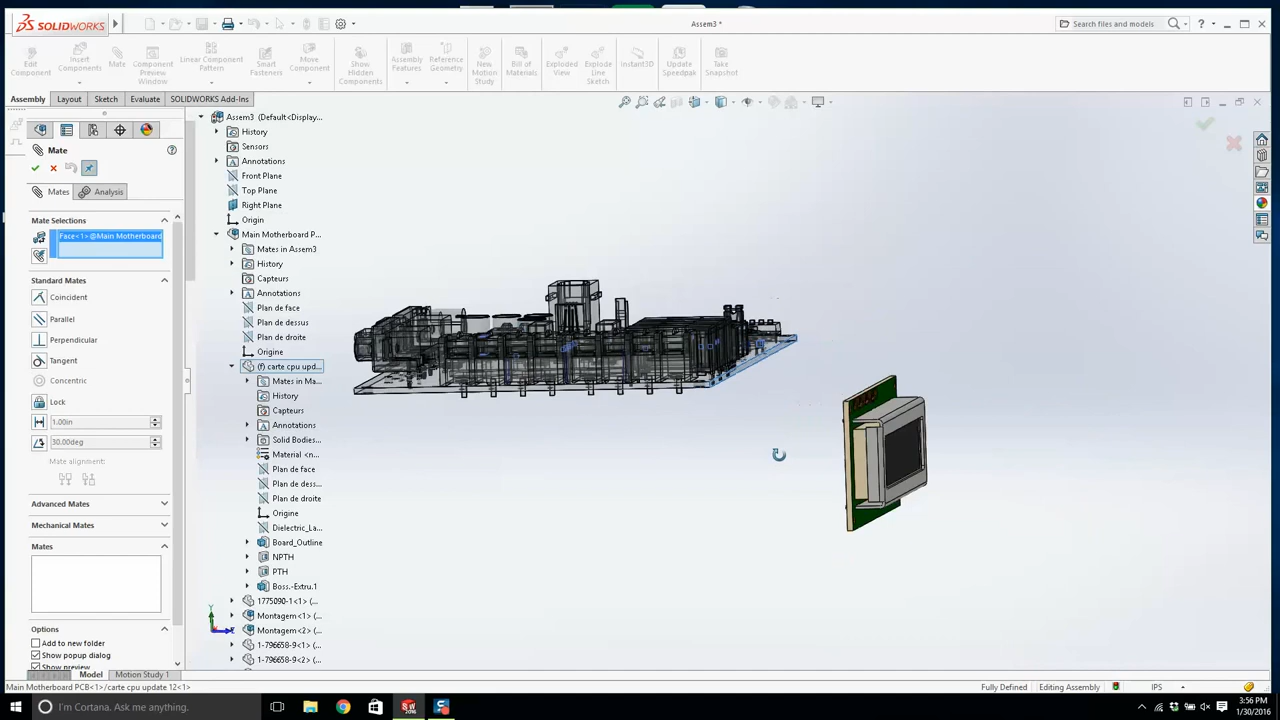 SOLIDWORKS
Assem3 *
Search files and models
Edit Component
Insert Components
Mate
Component Preview Window
Linear Component Pattern
Smart Fasteners
Move Component
Show Hidden Components
Assembly Features
Reference Geometry
New Motion Study
Bill of Materials
Exploded View
Explode Line Sketch
Instant3D
Update Speedpak
Take Snapshot
Assembly
Layout
Sketch
Evaluate
SOLIDWORKS Add-Ins
Mate
Mates
Analysis
Mate Selections
Face<1>@Main Motherboard
Standard Mates
Coincident
Parallel
Perpendicular
Tangent
Concentric
Lock
1.00in
30.00deg
Mate alignment:
Advanced Mates
Mechanical Mates
Mates
Options
Add to new folder
Show popup dialog
Show preview
Assem3 (Default<Display...
History
Sensors
Annotations
Front Plane
Top Plane
Right Plane
Origin
Main Motherboard P...
Mates in Assem3
History
Capteurs
Annotations
Plan de face
Plan de dessus
Plan de droite
Origine
(f) carte cpu upd...
Mates in Ma...
History
Capteurs
Annotations
Solid Bodies...
Material <n...
Plan de face
Plan de dess...
Plan de droite
Origine
Dielectric_La...
Board_Outline
NPTH
PTH
Boss.-Extru.1
1775090-1<1> (...
Montagem<1> (...
Montagem<2> (...
1-796658-9<1> (...
1-796658-9<2> (...
Model
Motion Study 1
Main Motherboard PCB<1>/carte cpu update 12<1>
Fully Defined
Editing Assembly
IPS
I'm Cortana. Ask me anything.
3:56 PM
1/30/2016